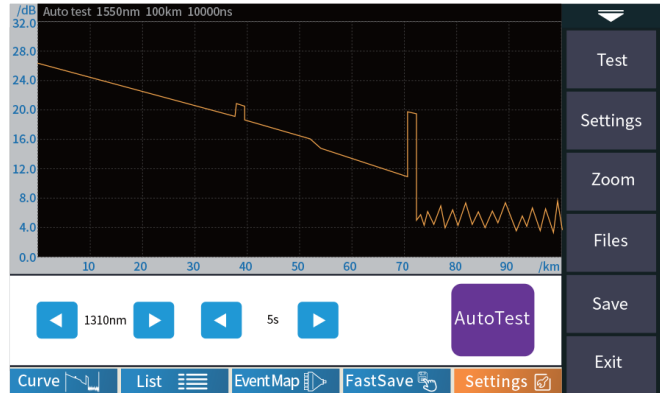 /dB Auto test 1550nm 100km 10000ns
32.0
28.0
24.0
20.0
16.0
12.0
8.0
4.0
0.0
10 20 30 40 50 60 70 80 90 /km
1310nm 5s AutoTest
Curve List EventMap FastSave Settings
Test
Settings
Zoom
Files
Save
Exit